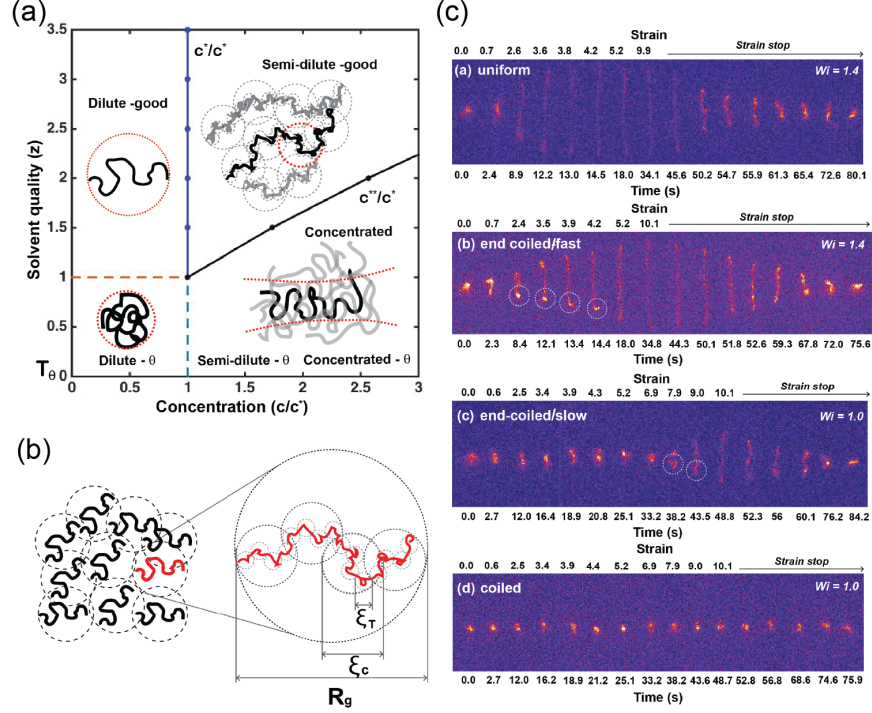 (a)
3.5
3
2.5
2
1.5
1
0.5
0
Solvent quality (z)
Tθ
c*/c*
Semi-dilute -good
Dilute -good
c**/c*
Concentrated
Dilute - θ
Semi-dilute - θ
Concentrated - θ
0 0.5 1 1.5 2 2.5 3
Concentration (c/c*)
(b)
ξT
ξc
Rg
(c)
Strain
0.0 0.7 2.6 3.6 3.8 4.2 5.2 9.9 Strain stop
(a) uniform Wi = 1.4
0.0 2.4 8.9 12.2 13.0 14.5 18.0 34.1 45.6 50.2 54.7 55.9 61.3 65.4 72.6 80.1
Time (s)
Strain
0.0 0.7 2.4 3.5 3.9 4.2 5.2 10.1 Strain stop
(b) end coiled/fast Wi = 1.4
0.0 2.3 8.4 12.1 13.4 14.4 18.0 34.8 44.3 50.1 51.8 52.6 59.3 67.8 72.0 75.6
Time (s)
Strain
0.0 0.6 2.5 3.4 3.9 4.3 5.2 6.9 7.9 9.0 10.1 Strain stop
(c) end-coiled/slow Wi = 1.0
0.0 2.7 12.0 16.4 18.9 20.8 25.1 33.2 38.2 43.5 48.8 52.3 56 60.1 76.2 84.2
Time (s)
Strain
0.0 0.6 2.5 3.4 3.9 4.4 5.2 6.9 7.9 9.0 10.1 Strain stop
(d) coiled Wi = 1.0
0.0 2.7 12.0 16.2 18.9 21.2 25.1 33.2 38.2 43.6 48.7 52.8 56.8 68.6 74.6 75.9
Time (s)